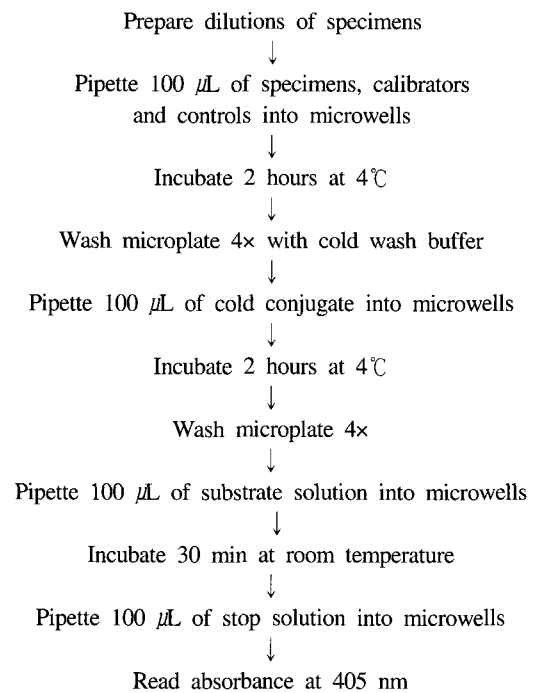 Prepare dilutions of specimens
↓
Pipette 100 µL of specimens, calibrators
and controls into microwells
↓
Incubate 2 hours at 4℃
↓
Wash microplate 4× with cold wash buffer
↓
Pipette 100 µL of cold conjugate into microwells
↓
Incubate 2 hours at 4℃
↓
Wash microplate 4×
↓
Pipette 100 µL of substrate solution into microwells
↓
Incubate 30 min at room temperature
↓
Pipette 100 µL of stop solution into microwells
↓
Read absorbance at 405 nm